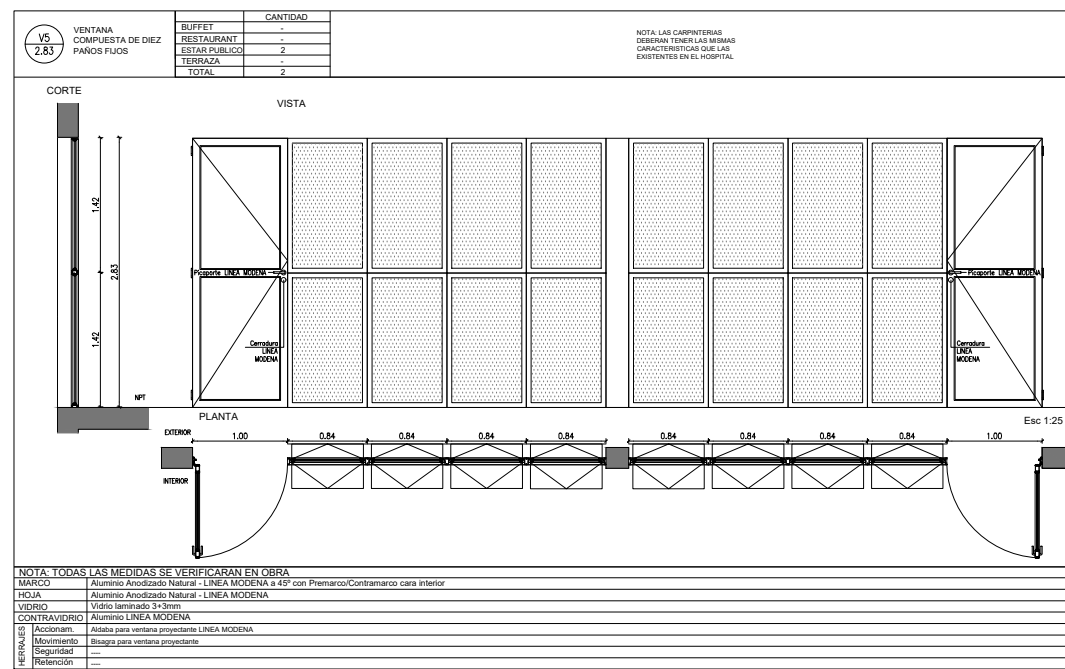 V5
2.83
VENTANA
COMPUESTA DE DIEZ
PAÑOS FIJOS
CANTIDAD
BUFFET -
RESTAURANT -
ESTAR PUBLICO 2
TERRAZA -
TOTAL 2
NOTA: LAS CARPINTERIAS
DEBERAN TENER LAS MISMAS
CARACTERISTICAS QUE LAS
EXISTENTES EN EL HOSPITAL
CORTE
VISTA
1.42
2.83
1.42
NPT
Picaporte LINEA MODENA
Cerradura
LINEA
MODENA
Picaporte LINEA MODENA
Cerradura
LINEA
MODENA
PLANTA
Esc 1:25
EXTERIOR
INTERIOR
1.00 0.84 0.84 0.84 0.84 0.84 0.84 0.84 0.84 1.00
NOTA: TODAS LAS MEDIDAS SE VERIFICARAN EN OBRA
MARCO Aluminio Anodizado Natural - LINEA MODENA a 45º con Premarco/Contramarco cara interior
HOJA Aluminio Anodizado Natural - LINEA MODENA
VIDRIO Vidrio laminado 3+3mm
CONTRAVIDRIO Aluminio LINEA MODENA
HERRAJES
Accionam. Aldaba para ventana proyectante LINEA MODENA
Movimiento Bisagra para ventana proyectante
Seguridad ---
Retención ---